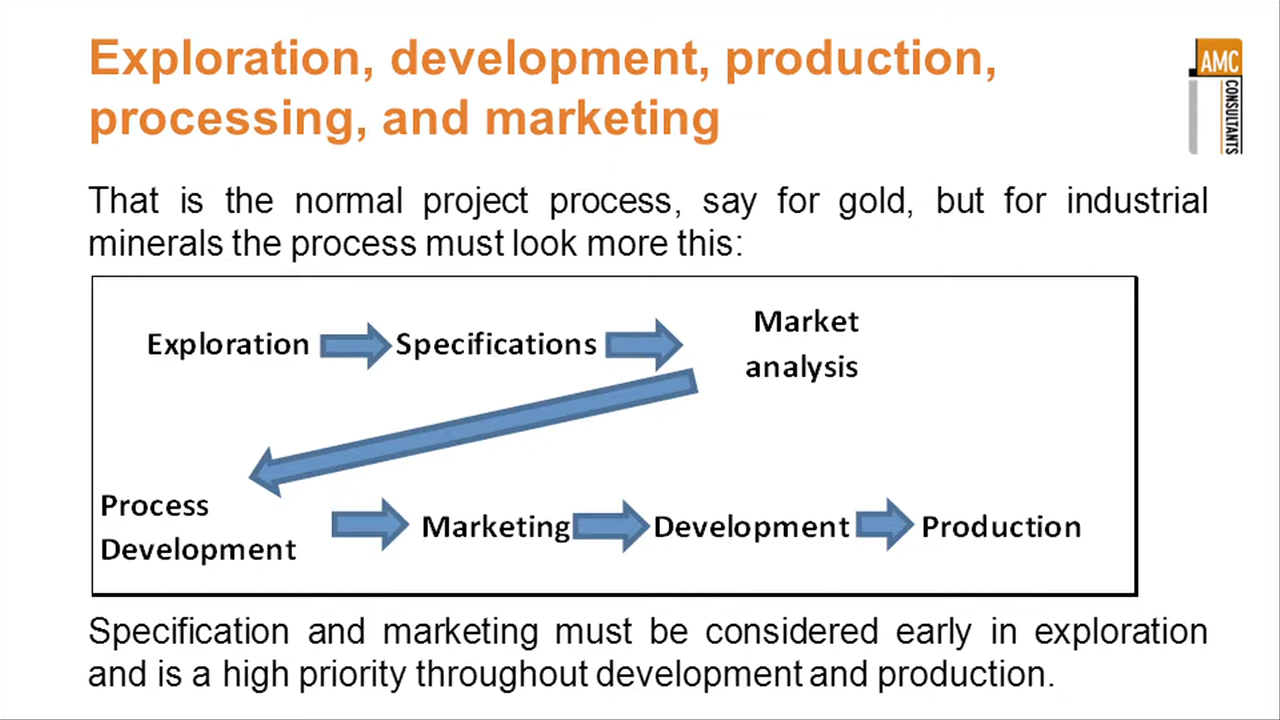 Exploration, development, production,
processing, and marketing
AMC
CONSULTANTS
That is the normal project process, say for gold, but for industrial
minerals the process must look more this:
Exploration
Specifications
Market
analysis
Process
Development
Marketing
Development
Production
Specification and marketing must be considered early in exploration
and is a high priority throughout development and production.